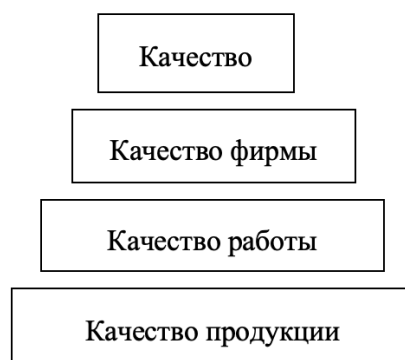 Качество
Качество фирмы
Качество работы
Качество продукции